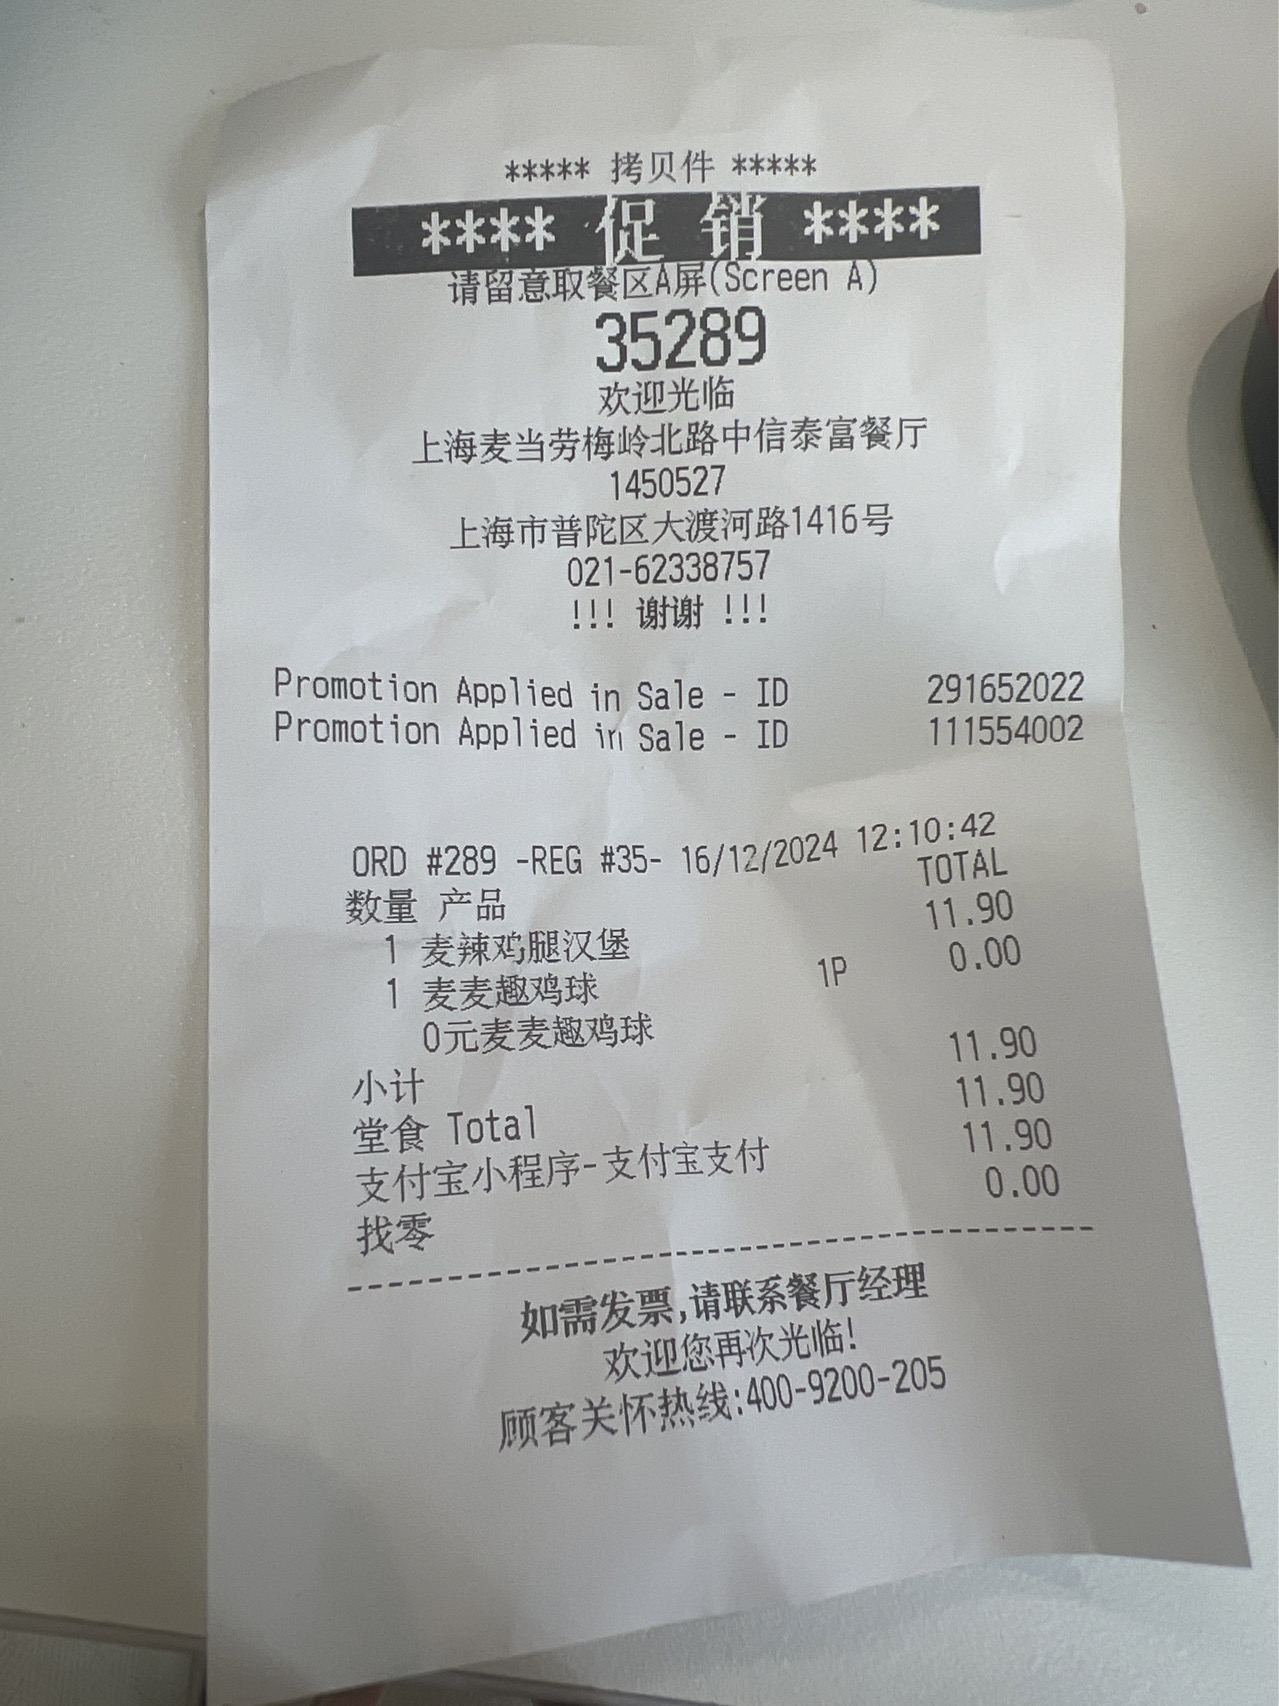 ***** 拷贝件 *****
**** 促 销 ****
请留意取餐区A屏(Screen A)
35289
欢迎光临
上海麦当劳梅岭北路中信泰富餐厅
1450527
上海市普陀区大渡河路1416号
021-62338757
!!! 谢谢 !!!
Promotion Applied in Sale - ID 291652022
Promotion Applied in Sale - ID 111554002
ORD #289 -REG #35- 16/12/2024 12:10:42
数量 产品 TOTAL
1 麦辣鸡腿汉堡 11.90
1 麦麦趣鸡球 1P 0.00
0元麦麦趣鸡球
小计 11.90
堂食 Total 11.90
支付宝小程序-支付宝支付 11.90
找零 0.00
--------------------------------------
如需发票,请联系餐厅经理
欢迎您再次光临!
顾客关怀热线:400-9200-205